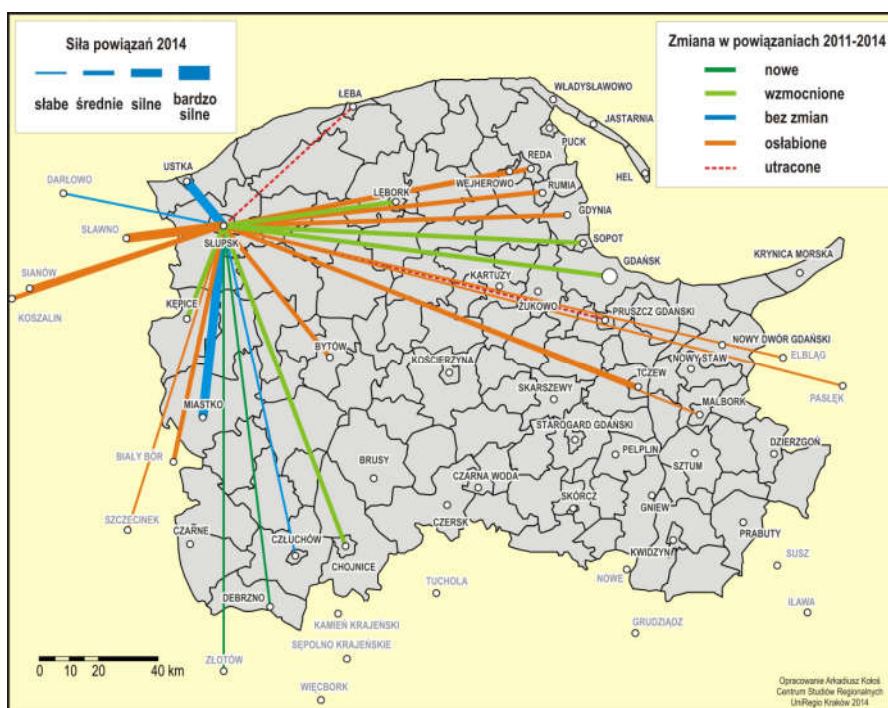 Siła powiązań 2014
słabe średnie silne bardzo silne
Zmiana w powiązaniach 2011-2014
nowe
wzmocnione
bez zmian
osłabione
utracone
ŁEBA
WŁADYSŁAWOWO
JASTARNIA
PUCK
HEL
REDA
WEJHEROWO
RUMIA
USTKA
DARŁOWO
LĘBORK
GDYNIA
SŁAWNO
SŁUPSK
SOPOT
GDAŃSK
KRYNICA MORSKA
SIANÓW
KOSZALIN
KARTUZY
ŻUKOWO
KĘPICE
PRUSZCZ GDAŃSKI
NOWY DWÓR GDAŃSKI
ELBLĄG
BYTÓW
KOŚCIERZYNA
NOWY STAW
TCZEW
PASŁĘK
SKARSZEWY
MALBORK
MIASTKO
STAROGARD GDAŃSKI
BIAŁY BÓR
BRUSY
PELPLIN
SZTUM
DZIERZGOŃ
CZARNA WODA
SKÓRCZ
GNIEW
SZCZECINEK
CZERSK
PRABUTY
CZARNE
CZŁUCHÓW
CHOJNICE
KWIDZYN
SUSZ
TUCHOLA
NOWE
DEBRZNO
KAMIEŃ KRAJEŃSKI
IŁAWA
GRUDZIĄDZ
SĘPOLNO KRAJEŃSKIE
ZŁOTÓW
WIĘCBORK
0 10 20 40 km
Opracowanie Arkadiusz Kołoś
Centrum Studiów Regionalnych
UniRegio Kraków 2014